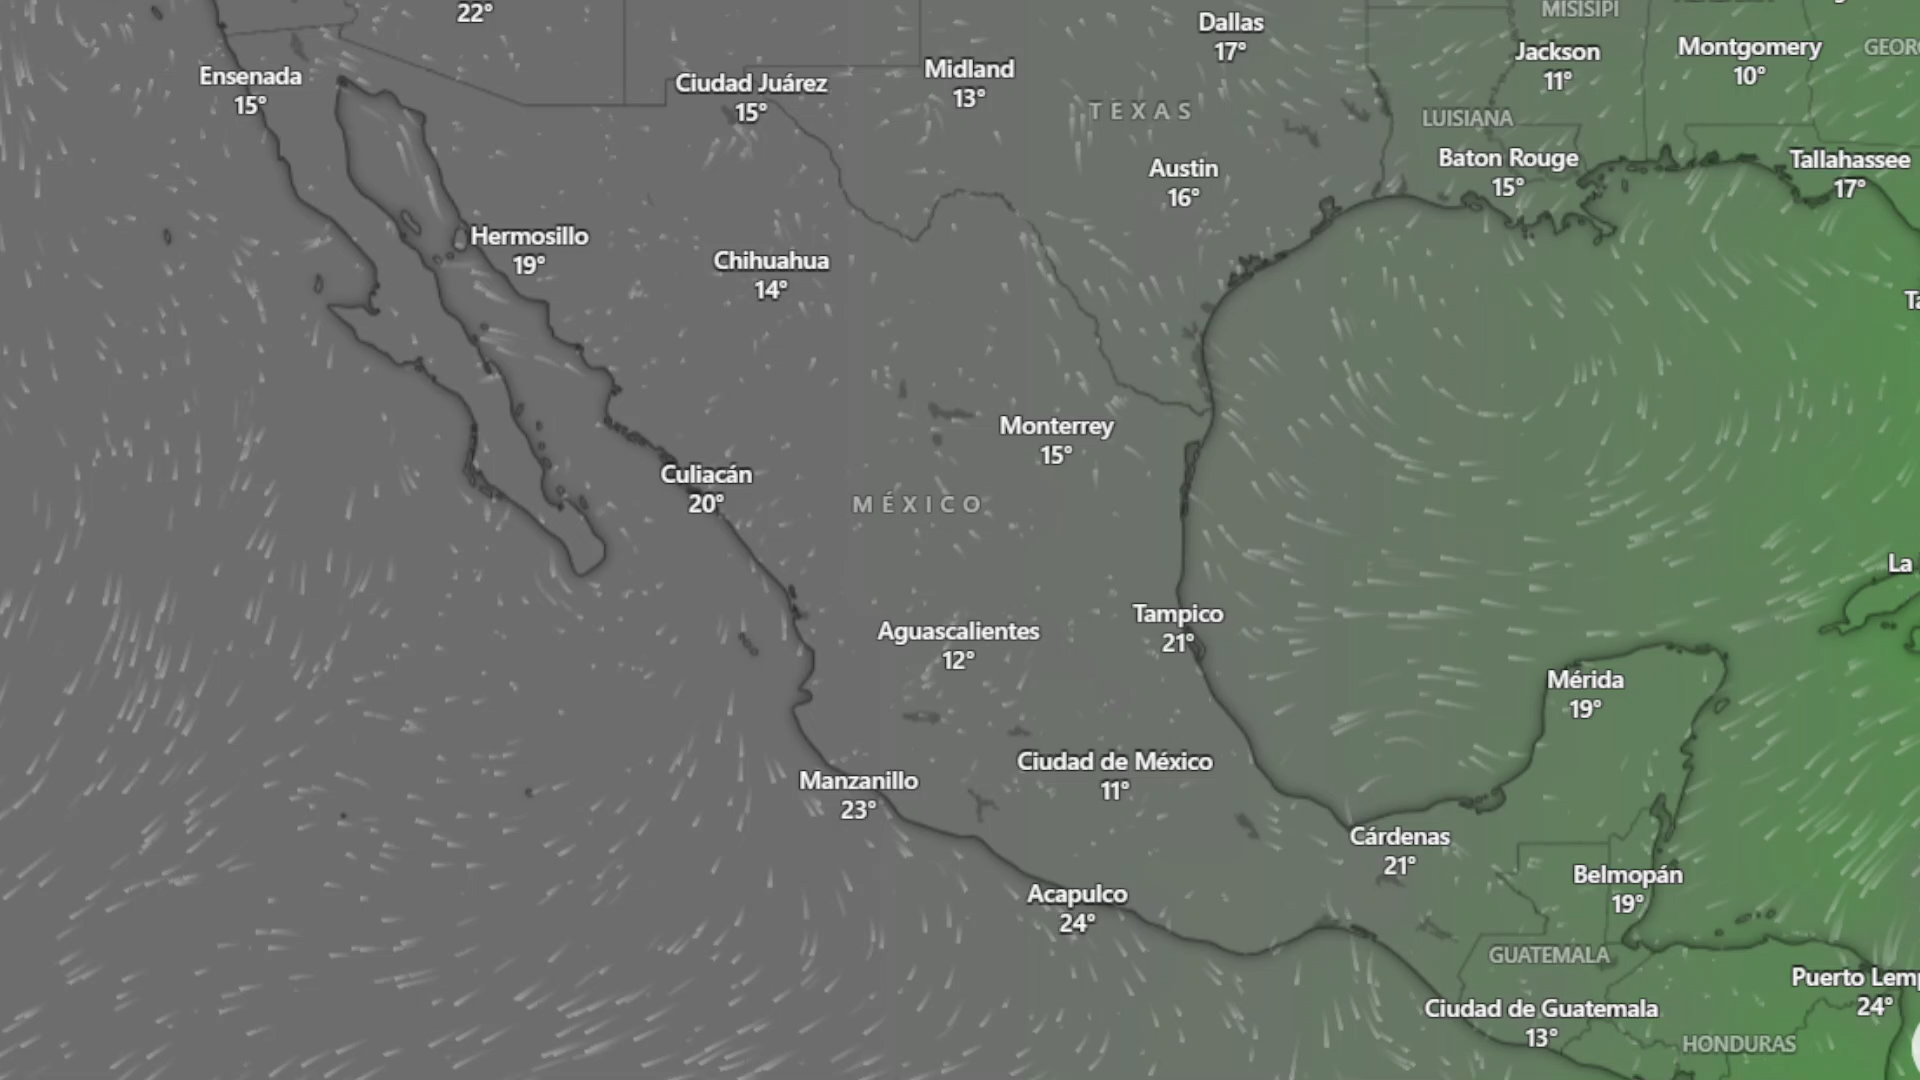 22°
MISISIPI
Dallas
17°
Jackson
11°
Montgomery
10°
Ensenada
15°
Ciudad Juárez
15°
Midland
13°
TEXAS
LUISIANA
Baton Rouge
15°
Tallahassee
17°
Austin
16°
Hermosillo
19°
Chihuahua
14°
Monterrey
15°
Culiacán
20°
MÉXICO
La
Tampico
21°
Aguascalientes
12°
Mérida
19°
Ciudad de México
11°
Manzanillo
23°
Cárdenas
21°
Belmopán
19°
Acapulco
24°
GUATEMALA
Puerto Lemp
24°
Ciudad de Guatemala
13°
HONDURAS